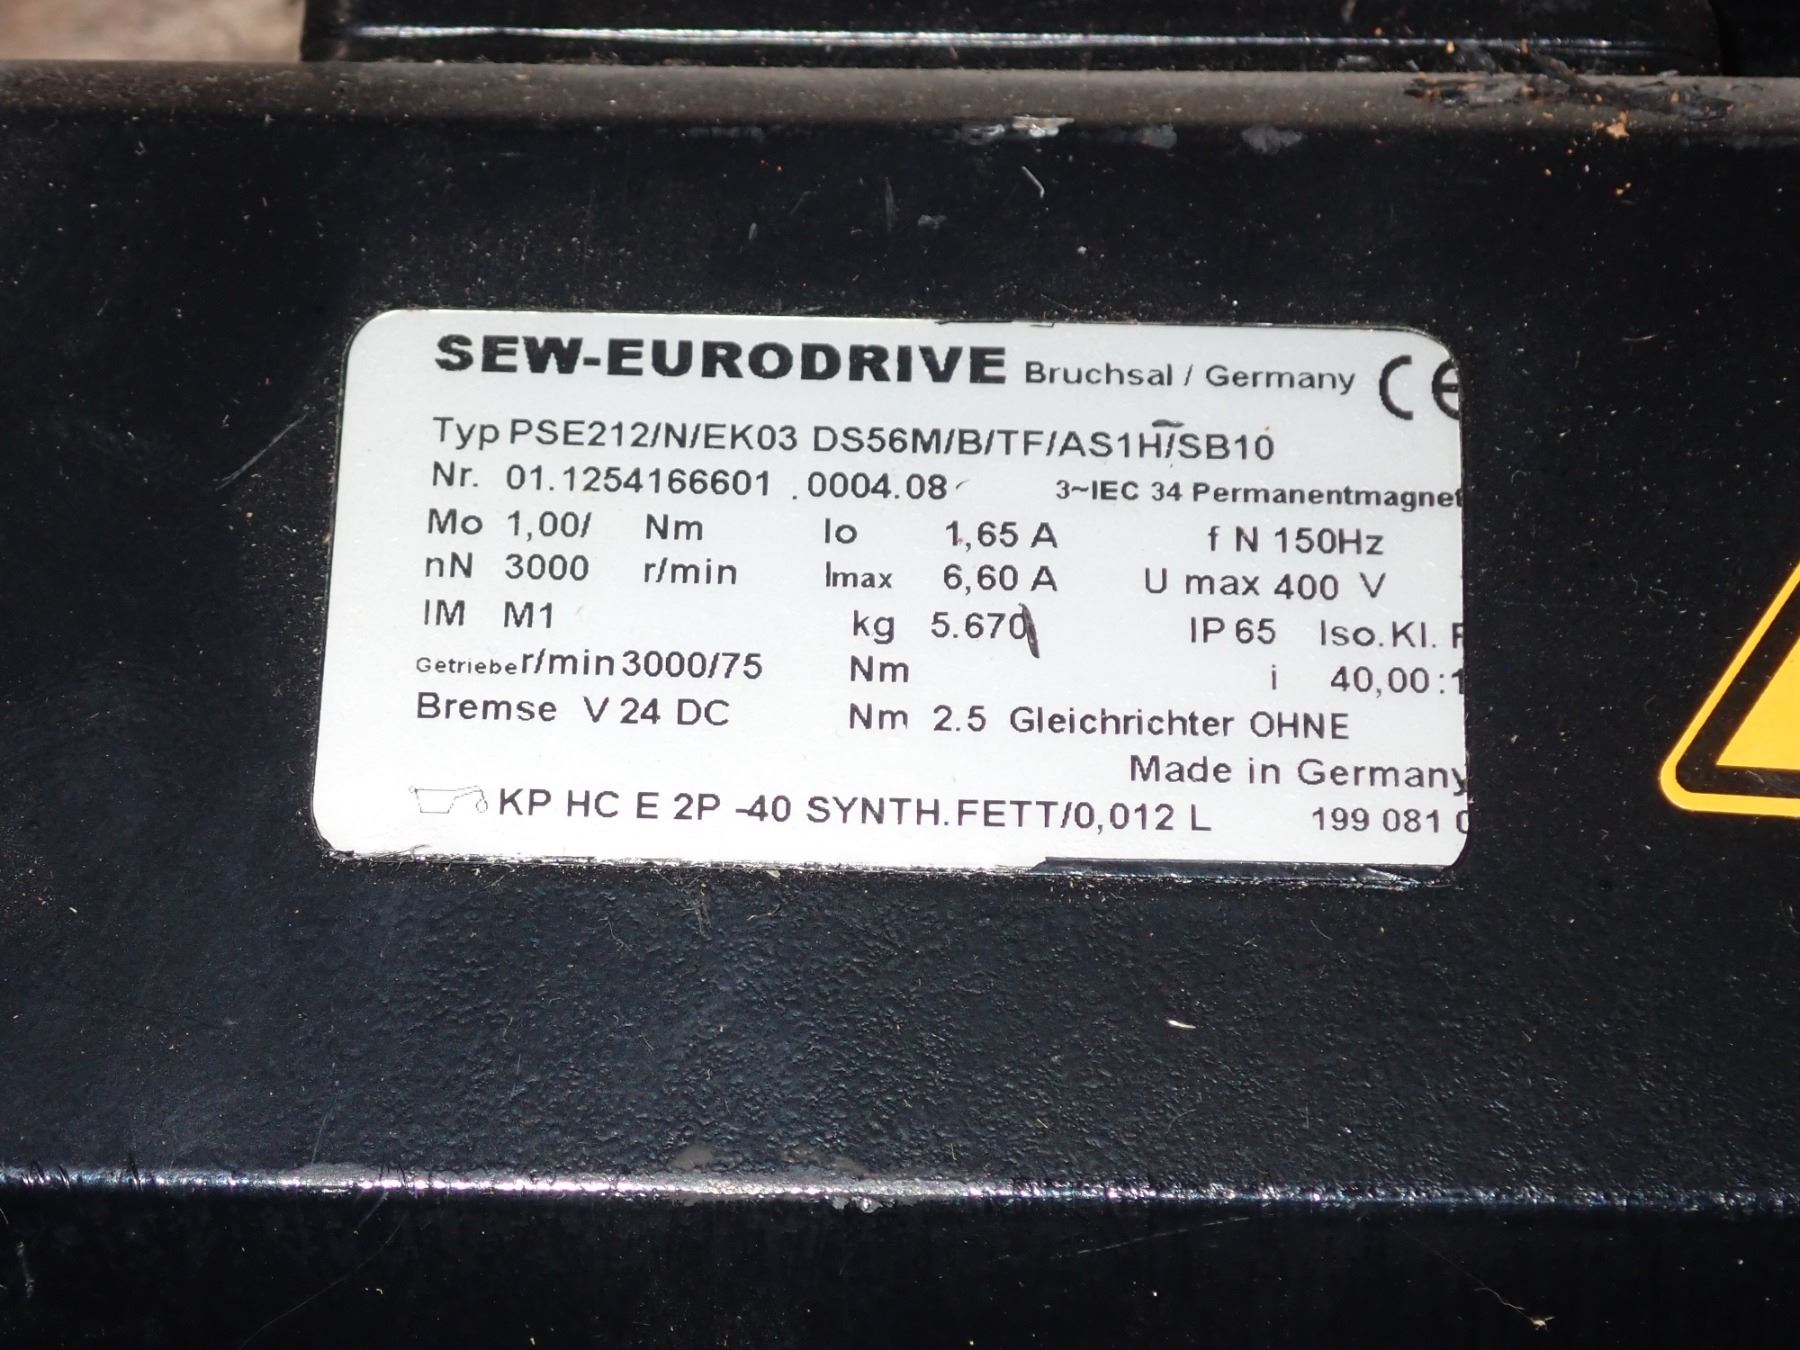 SEW-EURODRIVE Bruchsal / Germany CE
Typ PSE212/N/EK03 DS56M/B/TF/AS1H/SB10
Nr. 01.1254166601 .0004.08 3~IEC 34 Permanentmagnet
Mo 1,00/ Nm Io 1,65 A f N 150Hz
nN 3000 r/min Imax 6,60 A U max 400 V
IM M1 kg 5.670 IP 65 Iso.Kl. F
Getriebe r/min 3000/75 Nm i 40,00:1
Bremse V 24 DC Nm 2.5 Gleichrichter OHNE
Made in Germany
KP HC E 2P -40 SYNTH.FETT/0,012 L 199 081